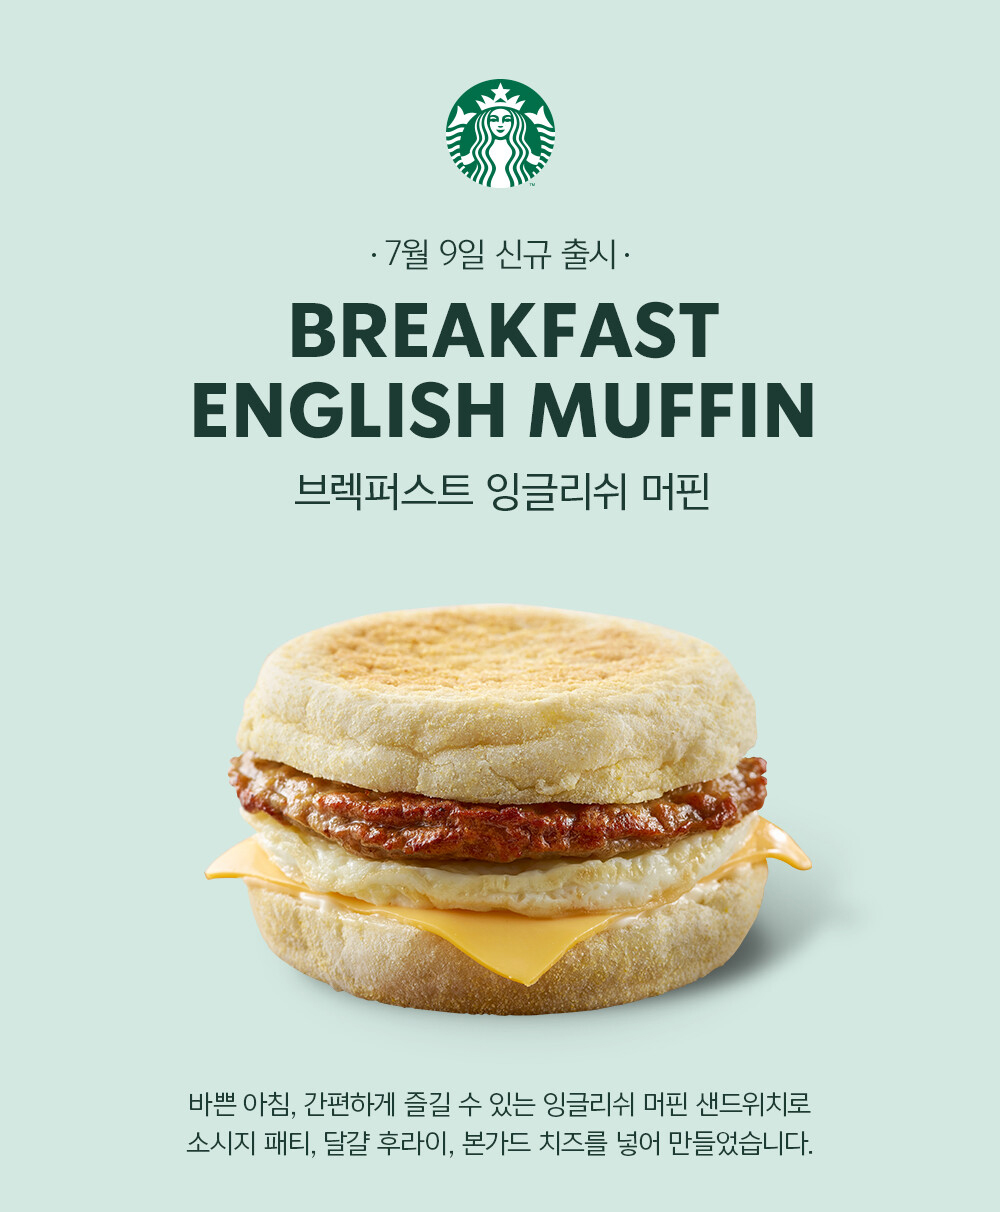 · 7월 9일 신규 출시 ·
BREAKFAST
ENGLISH MUFFIN
브렉퍼스트 잉글리쉬 머핀
바쁜 아침, 간편하게 즐길 수 있는 잉글리쉬 머핀 샌드위치로
소시지 패티, 달걀 후라이, 본가드 치즈를 넣어 만들었습니다.